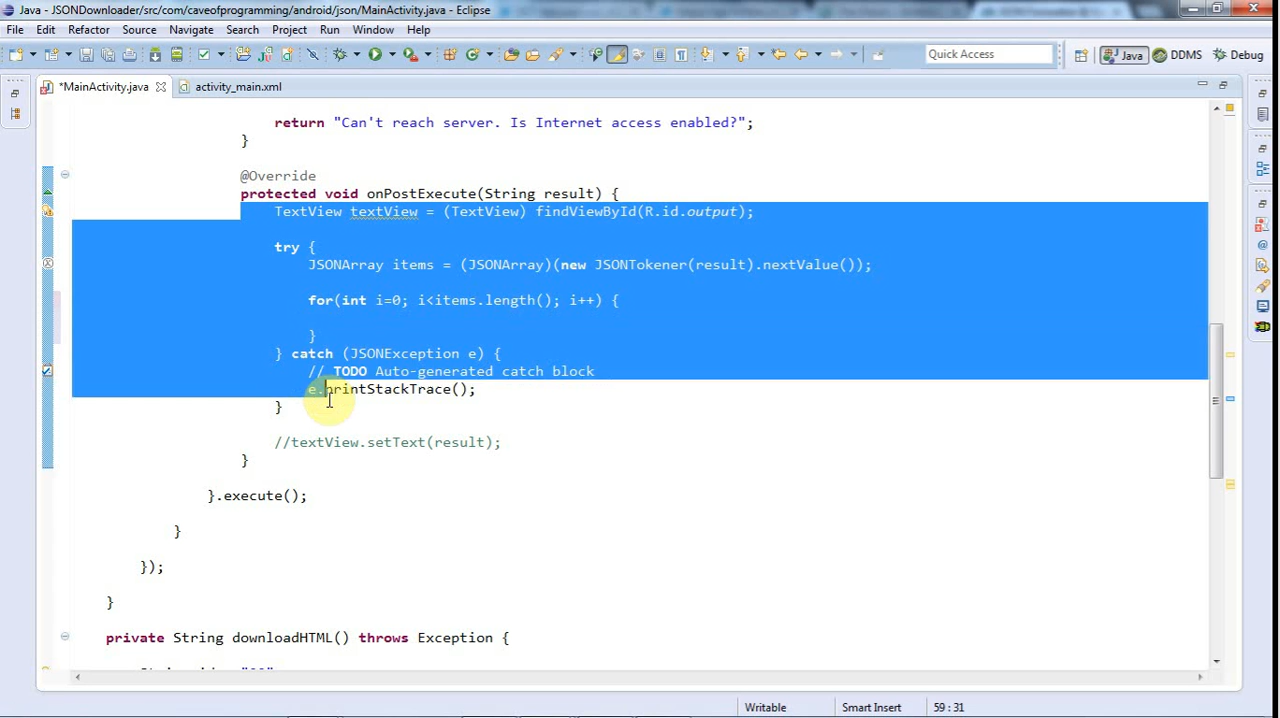 Java - JSONDownloader/src/com/caveofprogramming/android/json/MainActivity.java - Eclipse
File Edit Refactor Source Navigate Search Project Run Window Help
Quick Access Java DDMS Debug
*MainActivity.java activity_main.xml
return "Can't reach server. Is Internet access enabled?";
}
@Override
protected void onPostExecute(String result) {
TextView textView = (TextView) findViewById(R.id.output);
try {
JSONArray items = (JSONArray)(new JSONTokener(result).nextValue());
for(int i=0; i<items.length(); i++) {
}
} catch (JSONException e) {
// TODO Auto-generated catch block
e.printStackTrace();
}
//textView.setText(result);
}
}.execute();
}
});
}
private String downloadHTML() throws Exception {
Writable Smart Insert 59 : 31